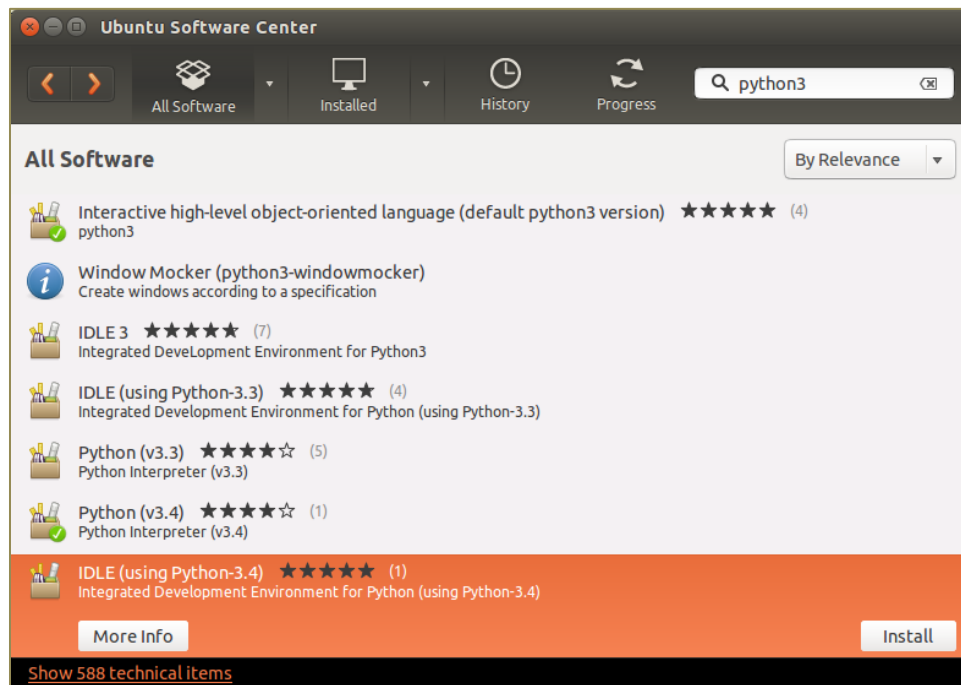 Ubuntu Software Center
All Software
Installed
History
Progress
python3
All Software
By Relevance
Interactive high-level object-oriented language (default python3 version) (4)
python3
Window Mocker (python3-windowmocker)
Create windows according to a specification
IDLE 3 (7)
Integrated DeveLopment Environment for Python3
IDLE (using Python-3.3) (4)
Integrated Development Environment for Python (using Python-3.3)
Python (v3.3) (5)
Python Interpreter (v3.3)
Python (v3.4) (1)
Python Interpreter (v3.4)
IDLE (using Python-3.4) (1)
Integrated Development Environment for Python (using Python-3.4)
More Info
Install
Show 588 technical items